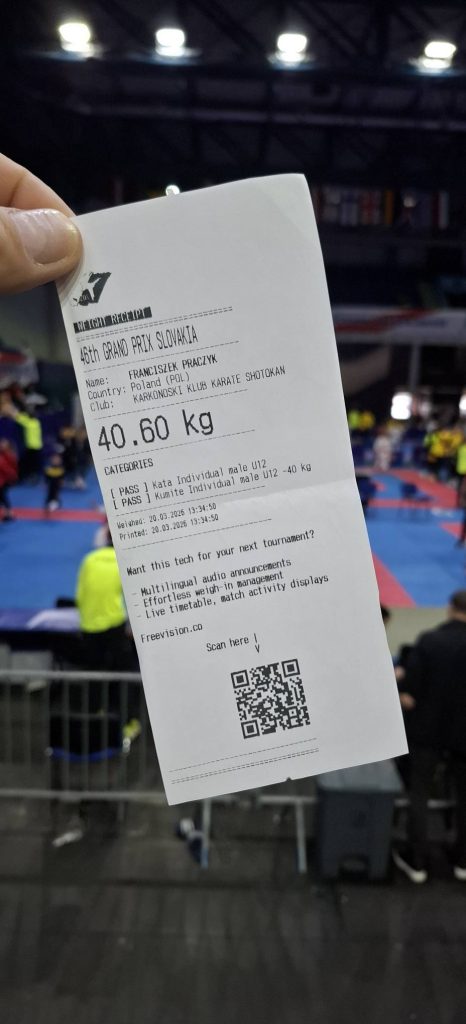 WEIGHT RECEIPT
46th GRAND PRIX SLOVAKIA
Name: FRANCISZEK PRACZYK
Country: Poland (POL)
Club: KARKONOSKI KLUB KARATE SHOTOKAN
40.60 kg
CATEGORIES
[ PASS ] Kata Individual male U12
[ PASS ] Kumite Individual male U12 -40 kg
Weighed: 20.03.2026 13:34:50
Printed: 20.03.2026 13:34:50
Want this tech for your next tournament?
- Multilingual audio announcements
- Effortless weigh-in management
- Live timetable, match activity displays
Freevision.co
Scan here |
V